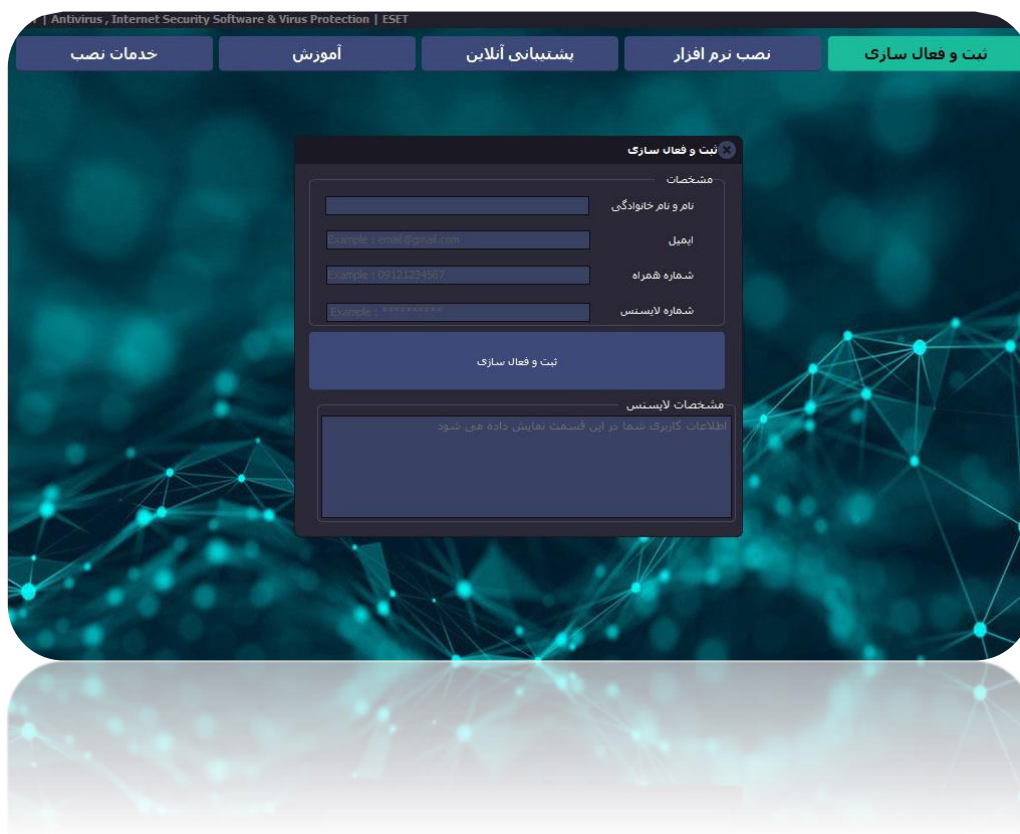 | Antivirus , Internet Security Software & Virus Protection | ESET
ثبت و فعال سازی
نصب نرم افزار
پشتیبانی آنلاین
آموزش
خدمات نصب
ثبت و فعال سازی
مشخصات
نام و نام خانوادگی
ایمیل
Example : email@gmail.com
شماره همراه
Example : 09121234567
شماره لایسنس
Example : **********
ثبت و فعال سازی
مشخصات لایسنس
اطلاعات کاربری شما در این قسمت نمایش داده می شود